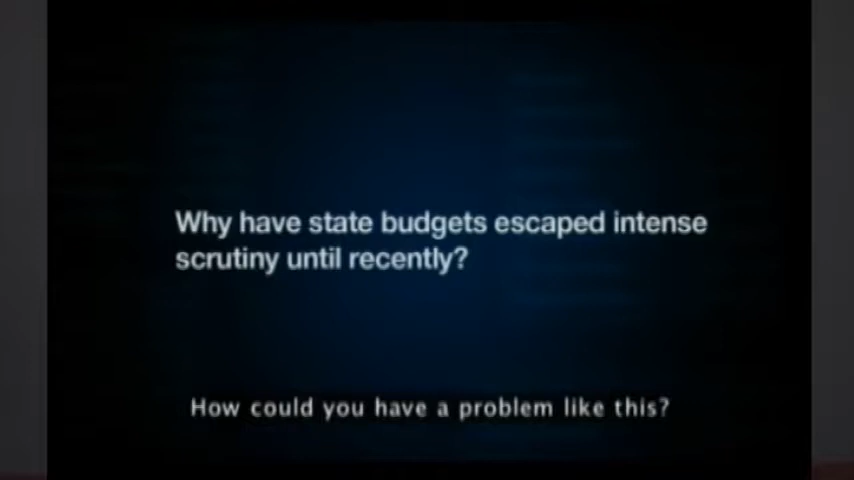 Why have state budgets escaped intense
scrutiny until recently?
How could you have a problem like this?